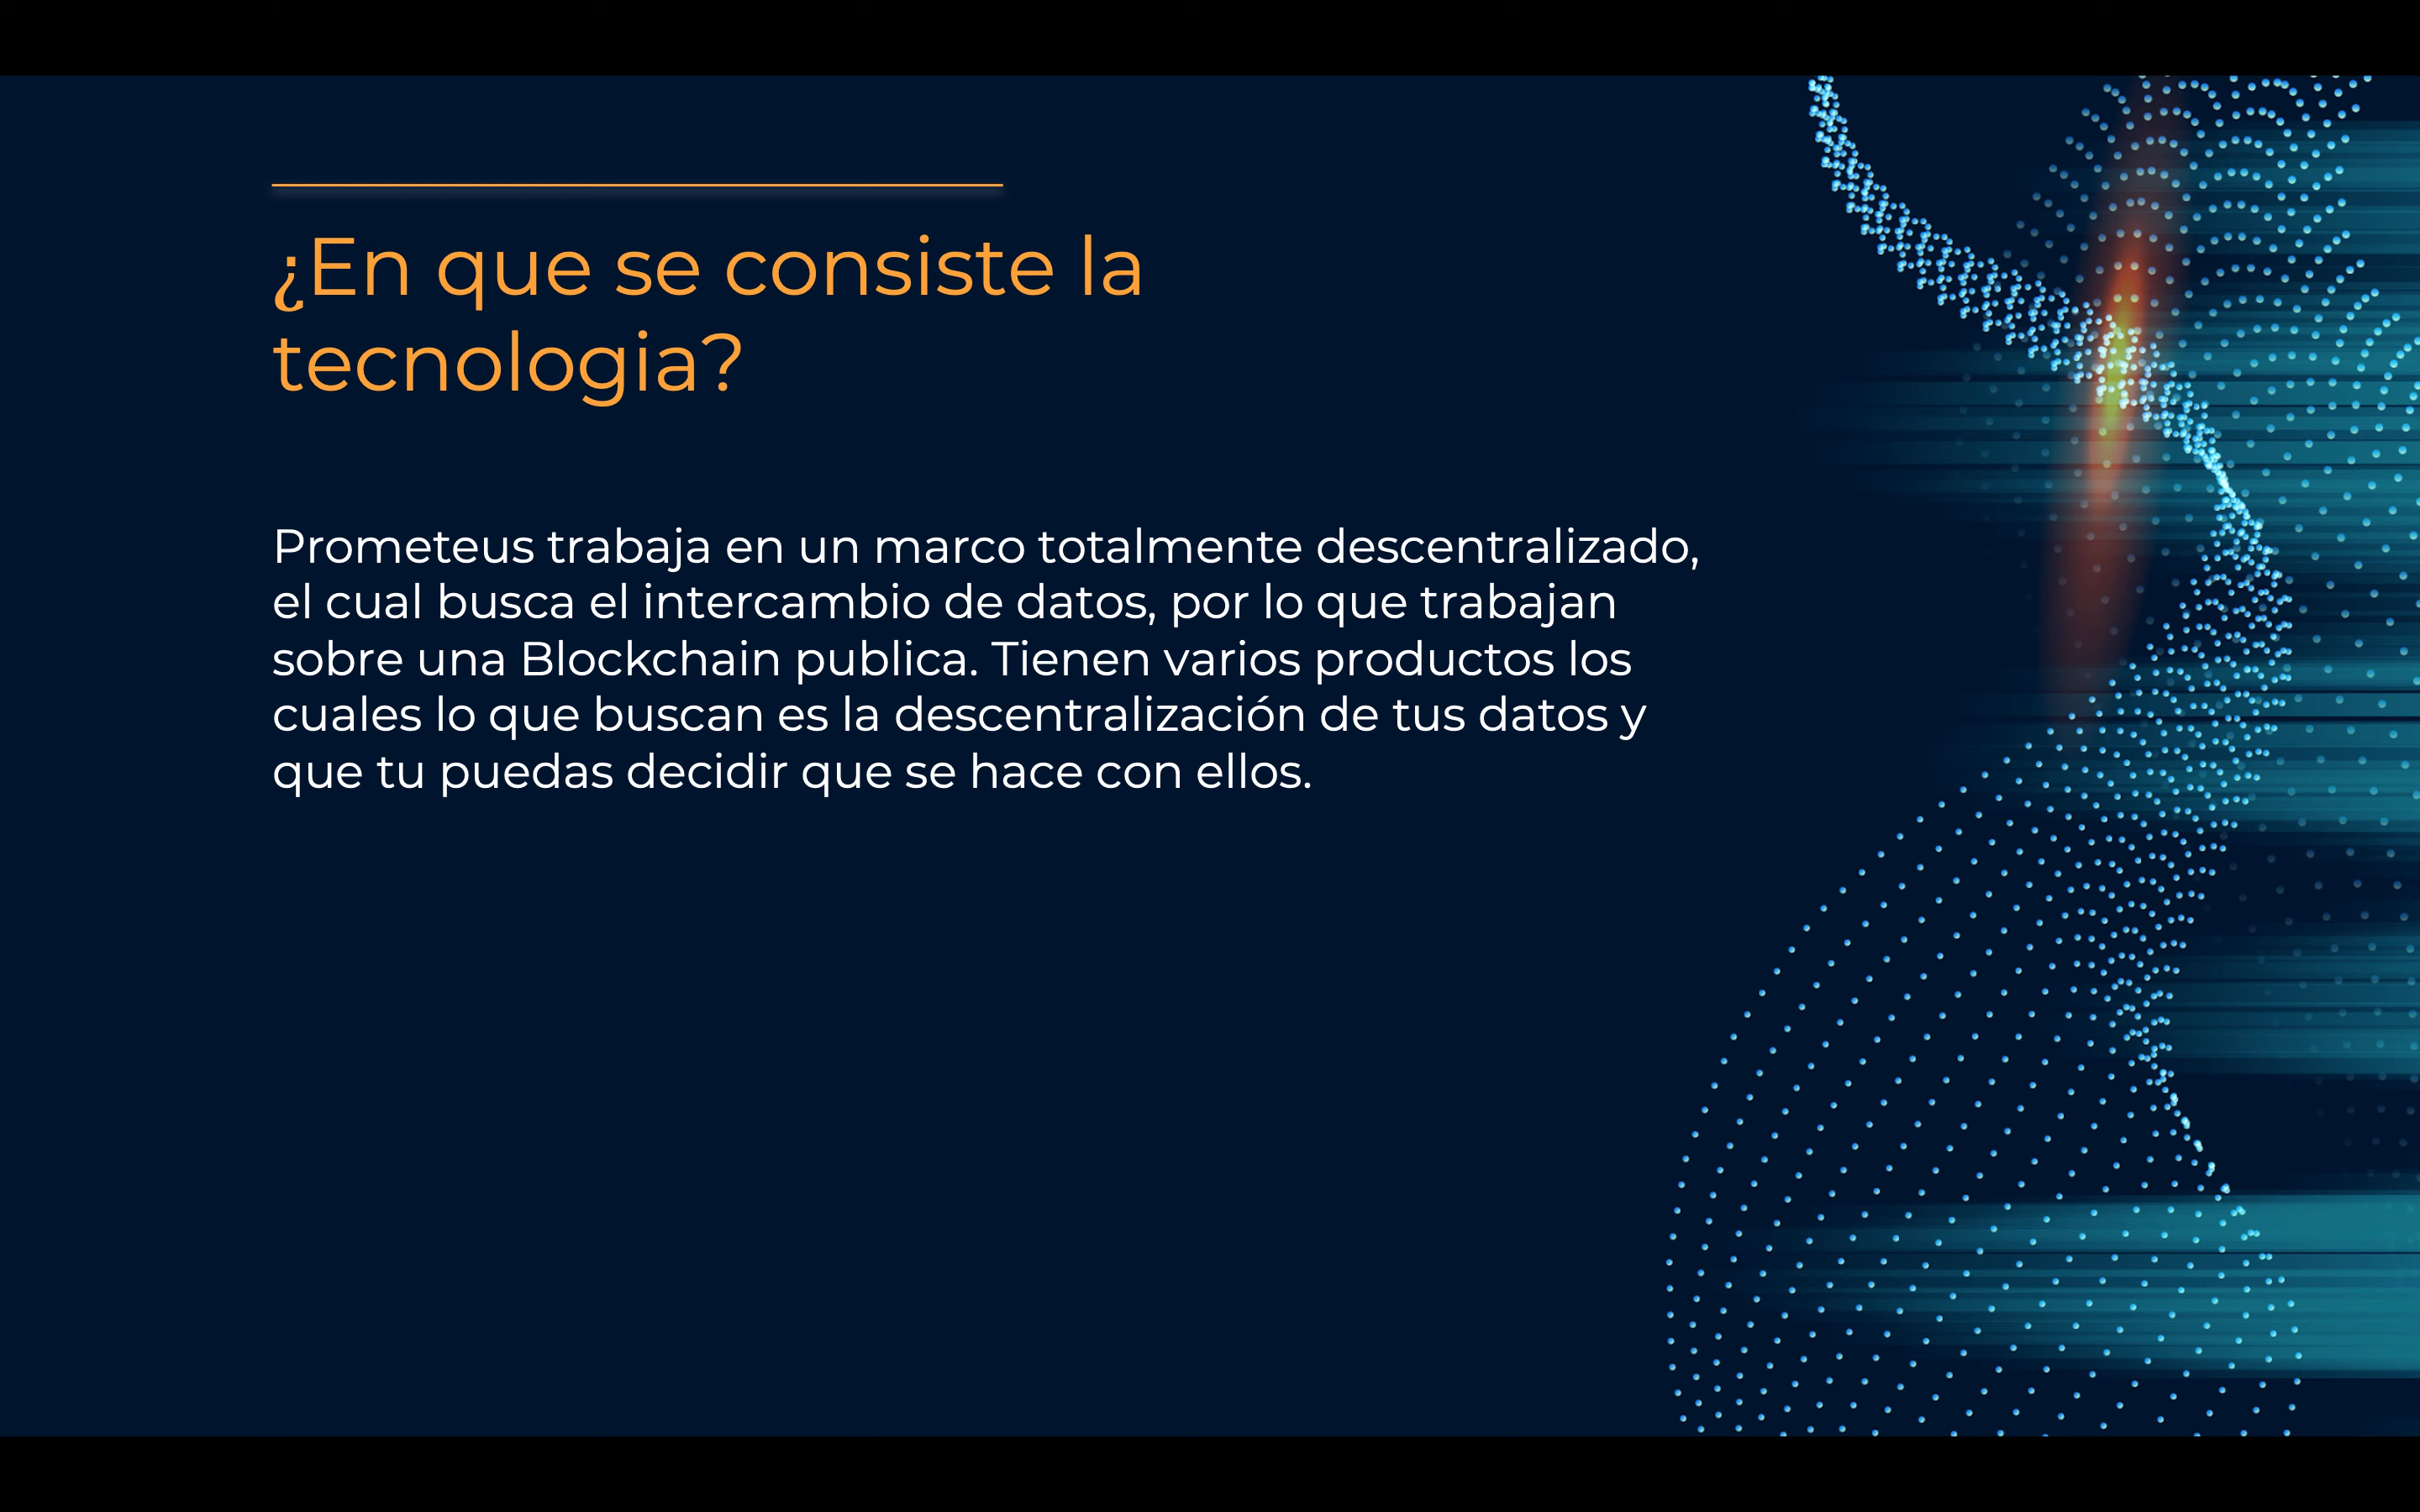 ¿En que se consiste la
tecnologia?
Prometeus trabaja en un marco totalmente descentralizado,
el cual busca el intercambio de datos, por lo que trabajan
sobre una Blockchain publica. Tienen varios productos los
cuales lo que buscan es la descentralización de tus datos y
que tu puedas decidir que se hace con ellos.